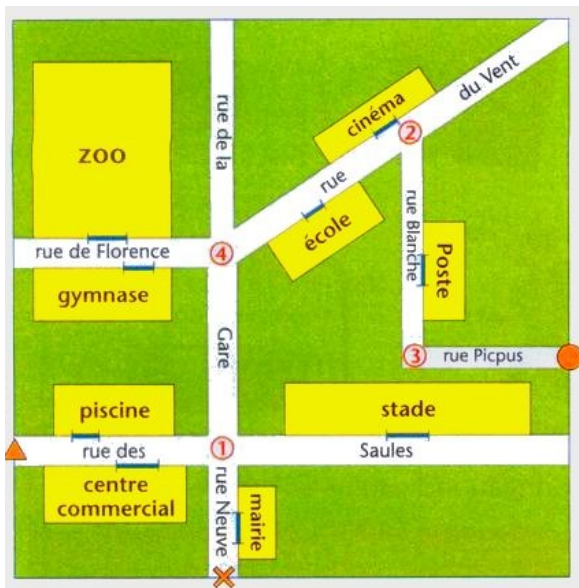 rue de la
du Vent
cinéma
②
ZOO
rue
rue Blanche
école
Poste
rue de Florence
④
gymnase
Gare
③
rue Picpus
piscine
stade
rue des
①
Saules
centre
commercial
rue Neuve
mairie